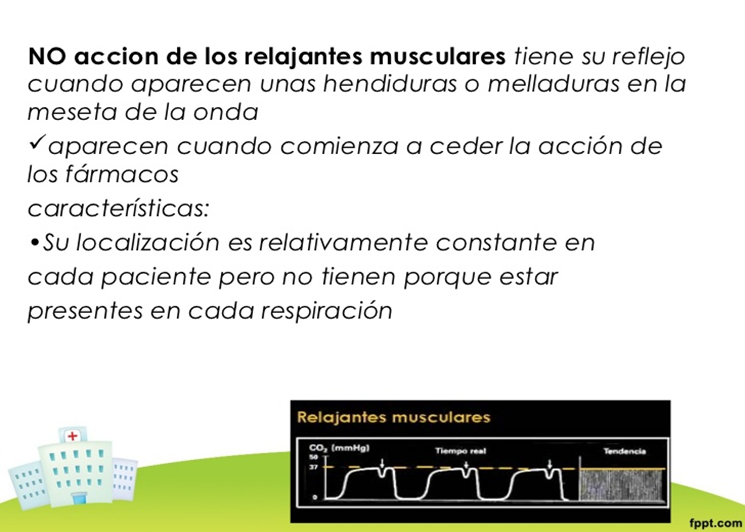 NO accion de los relajantes musculares tiene su reflejo
cuando aparecen unas hendiduras o melladuras en la
meseta de la onda
✓aparecen cuando comienza a ceder la acción de
los fármacos
características:
•Su localización es relativamente constante en
cada paciente pero no tienen porque estar
presentes en cada respiración
Relajantes musculares
CO₂ (mmHg)
Tiempo real
Tendencia
50
37
0
fppt.com